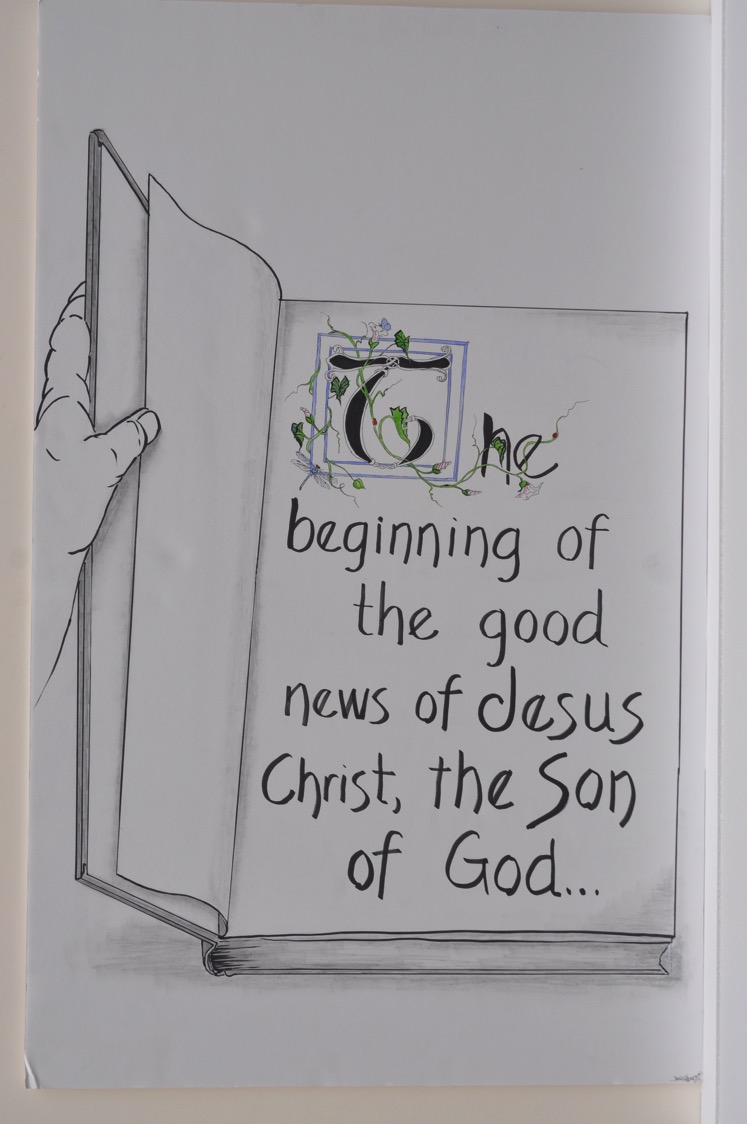 The
beginning of
the good
news of Jesus
Christ, the Son
of God...